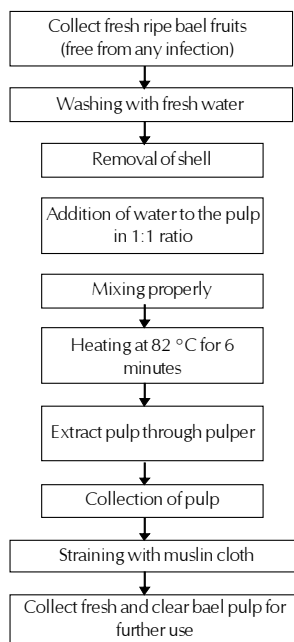 Collect fresh ripe bael fruits
(free from any infection)
Washing with fresh water
Removal of shell
Addition of water to the pulp
in 1:1 ratio
Mixing properly
Heating at 82 °C for 6
minutes
Extract pulp through pulper
Collection of pulp
Straining with muslin cloth
Collect fresh and clear bael pulp for
further use